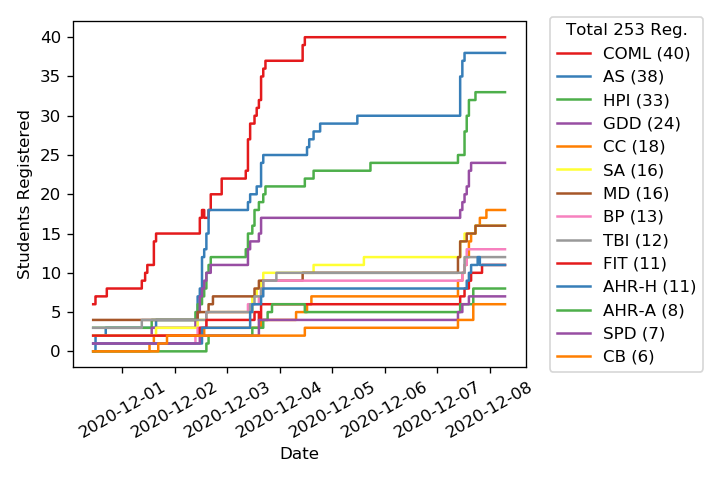 Total 253 Reg.
COML (40)
AS (38)
HPI (33)
GDD (24)
CC (18)
SA (16)
MD (16)
BP (13)
TBI (12)
FIT (11)
AHR-H (11)
AHR-A (8)
SPD (7)
CB (6)
Students Registered
40
35
30
25
20
15
10
5
0
2020-12-01
2020-12-02
2020-12-03
2020-12-04
2020-12-05
2020-12-06
2020-12-07
2020-12-08
Date